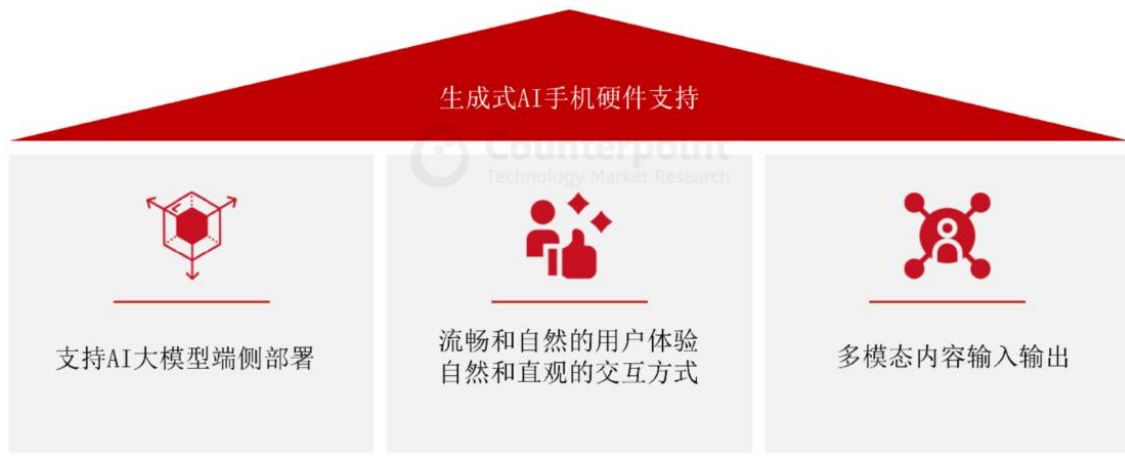 生成式AI手机硬件支持
Counterpoint
Technology Market Research
支持AI大模型端侧部署
流畅和自然的用户体验
自然和直观的交互方式
多模态内容输入输出